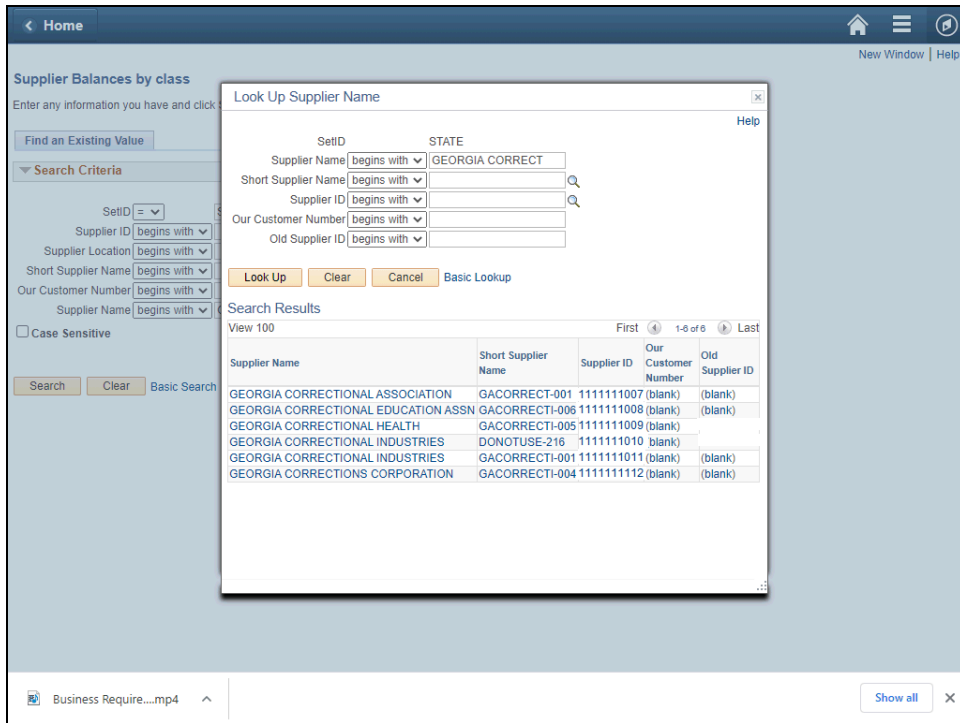 Home
New Window | Help
Supplier Balances by class
Enter any information you have and click
Find an Existing Value
Search Criteria
SetID =
Supplier ID begins with
Supplier Location begins with
Short Supplier Name begins with
Our Customer Number begins with
Supplier Name begins with
Case Sensitive
Search Clear Basic Search
Look Up Supplier Name
Help
SetID STATE
Supplier Name begins with GEORGIA CORRECT
Short Supplier Name begins with
Supplier ID begins with
Our Customer Number begins with
Old Supplier ID begins with
Look Up Clear Cancel Basic Lookup
Search Results
View 100 First 1-6 of 6 Last
Supplier Name Short Supplier Name Supplier ID Our Customer Number Old Supplier ID
GEORGIA CORRECTIONAL ASSOCIATION GACORRECT-001 1111111007 (blank) (blank)
GEORGIA CORRECTIONAL EDUCATION ASSN GACORRECTI-006 1111111008 (blank) (blank)
GEORGIA CORRECTIONAL HEALTH GACORRECTI-005 1111111009 (blank)
GEORGIA CORRECTIONAL INDUSTRIES DONOTUSE-216 1111111010 blank)
GEORGIA CORRECTIONAL INDUSTRIES GACORRECTI-001 1111111011 (blank) (blank)
GEORGIA CORRECTIONS CORPORATION GACORRECTI-004 1111111112 (blank) (blank)
Business Require....mp4
Show all